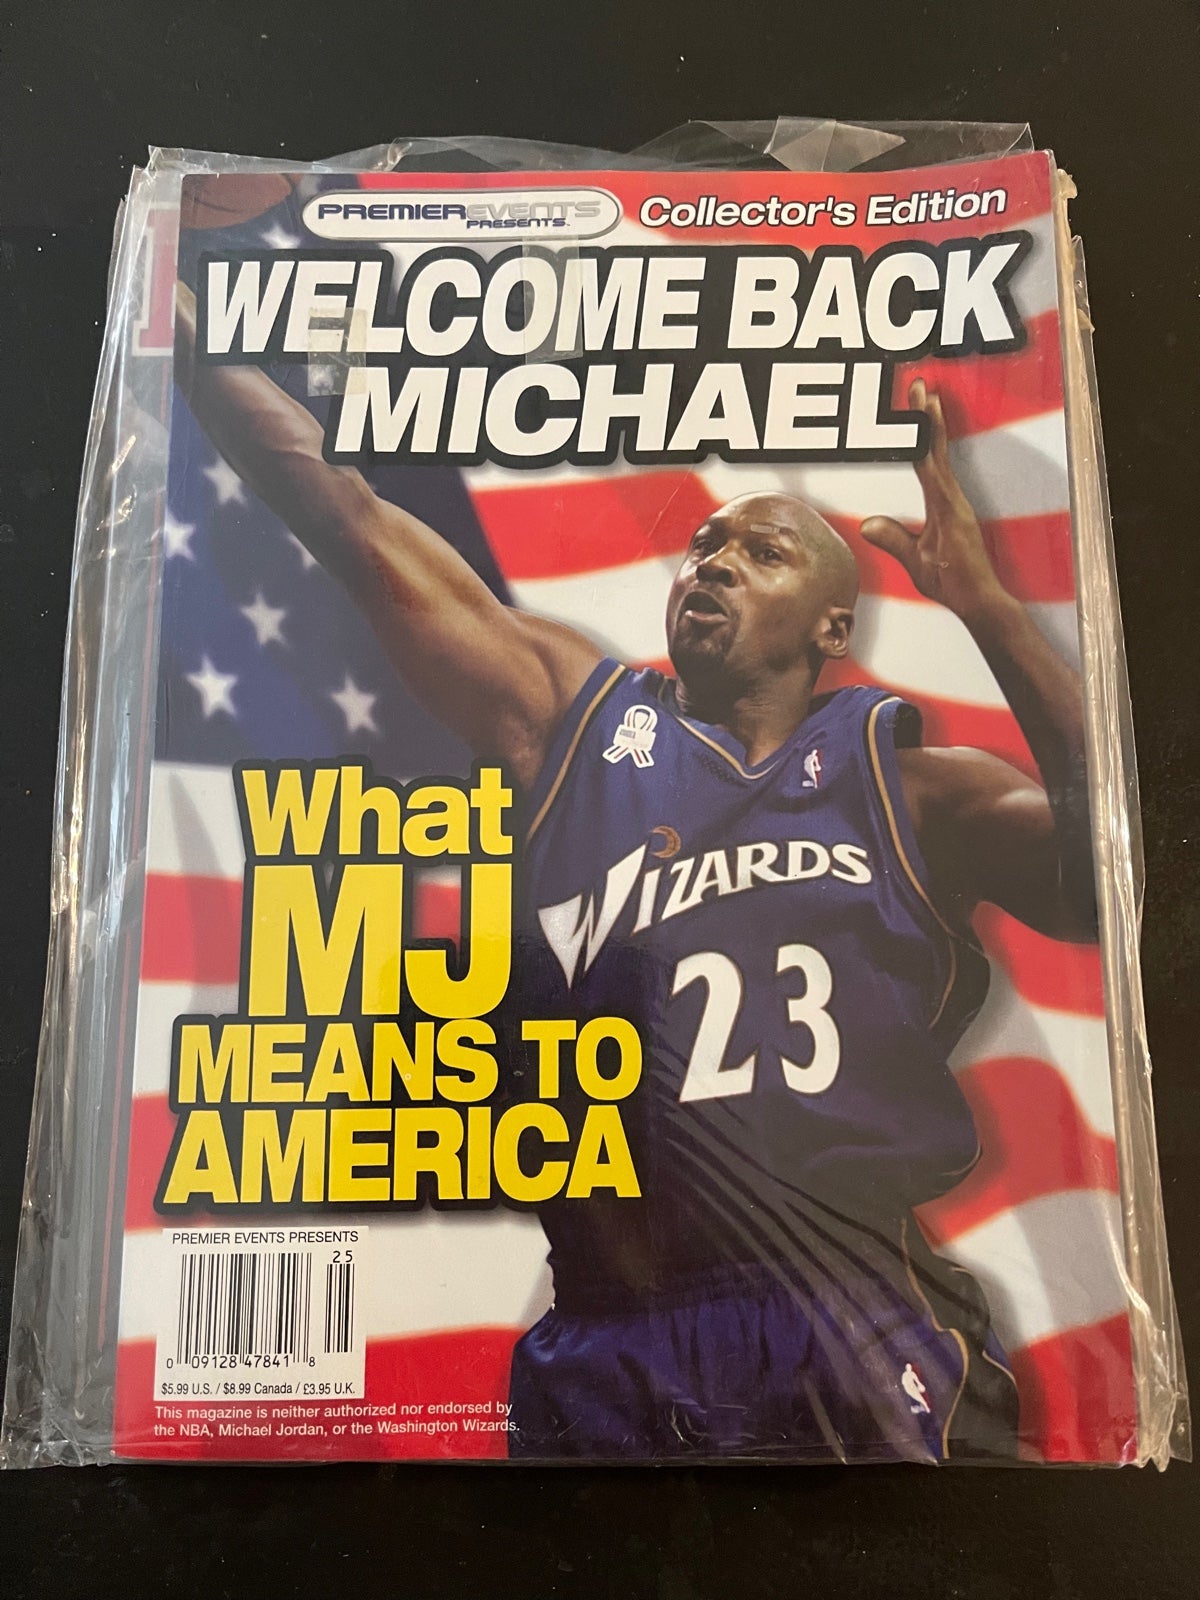 PREMIEREVENTS
PRESENTS
Collector's Edition
WELCOME BACK
MICHAEL
What
MJ
MEANS TO
AMERICA
WIZARDS
23
PREMIER EVENTS PRESENTS
25
0 09128 47841 8
$5.99 U.S. / $8.99 Canada / £3.95 U.K.
This magazine is neither authorized nor endorsed by
the NBA, Michael Jordan, or the Washington Wizards.